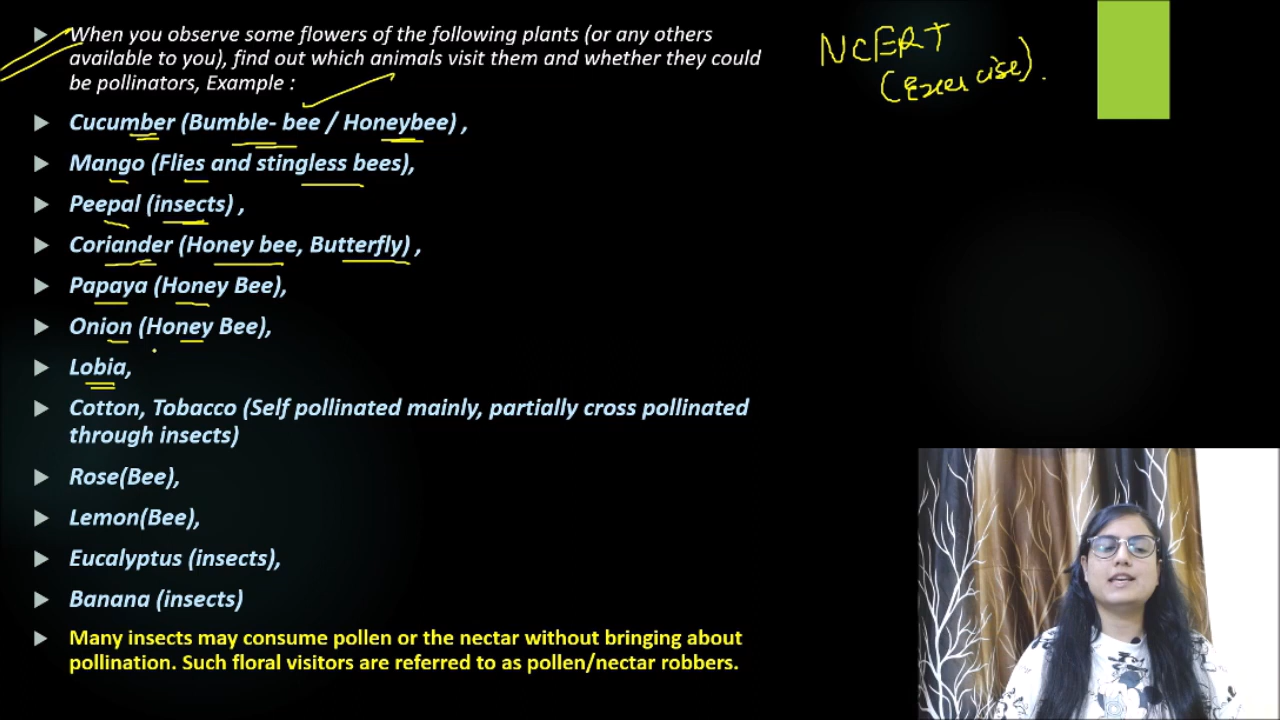 When you observe some flowers of the following plants (or any others
available to you), find out which animals visit them and whether they could
be pollinators, Example :
Cucumber (Bumble- bee / Honeybee) ,
Mango (Flies and stingless bees),
Peepal (insects) ,
Coriander (Honey bee, Butterfly) ,
Papaya (Honey Bee),
Onion (Honey Bee),
Lobia,
Cotton, Tobacco (Self pollinated mainly, partially cross pollinated
through insects)
Rose(Bee),
Lemon(Bee),
Eucalyptus (insects),
Banana (insects)
Many insects may consume pollen or the nectar without bringing about
pollination. Such floral visitors are referred to as pollen/nectar robbers.
NCERT
(Exercise).